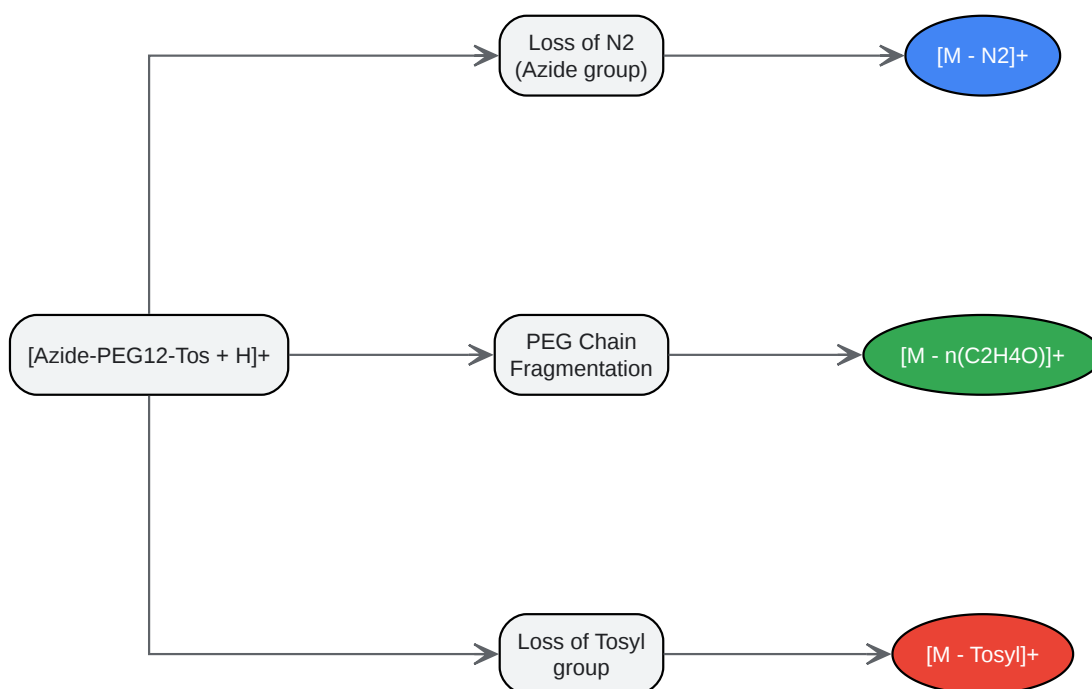 Loss of N2
(Azide group)
[M - N2]+
[Azide-PEG12-Tos + H]+
PEG Chain
Fragmentation
[M - n(C2H4O)]+
Loss of Tosyl
group
[M - Tosyl]+